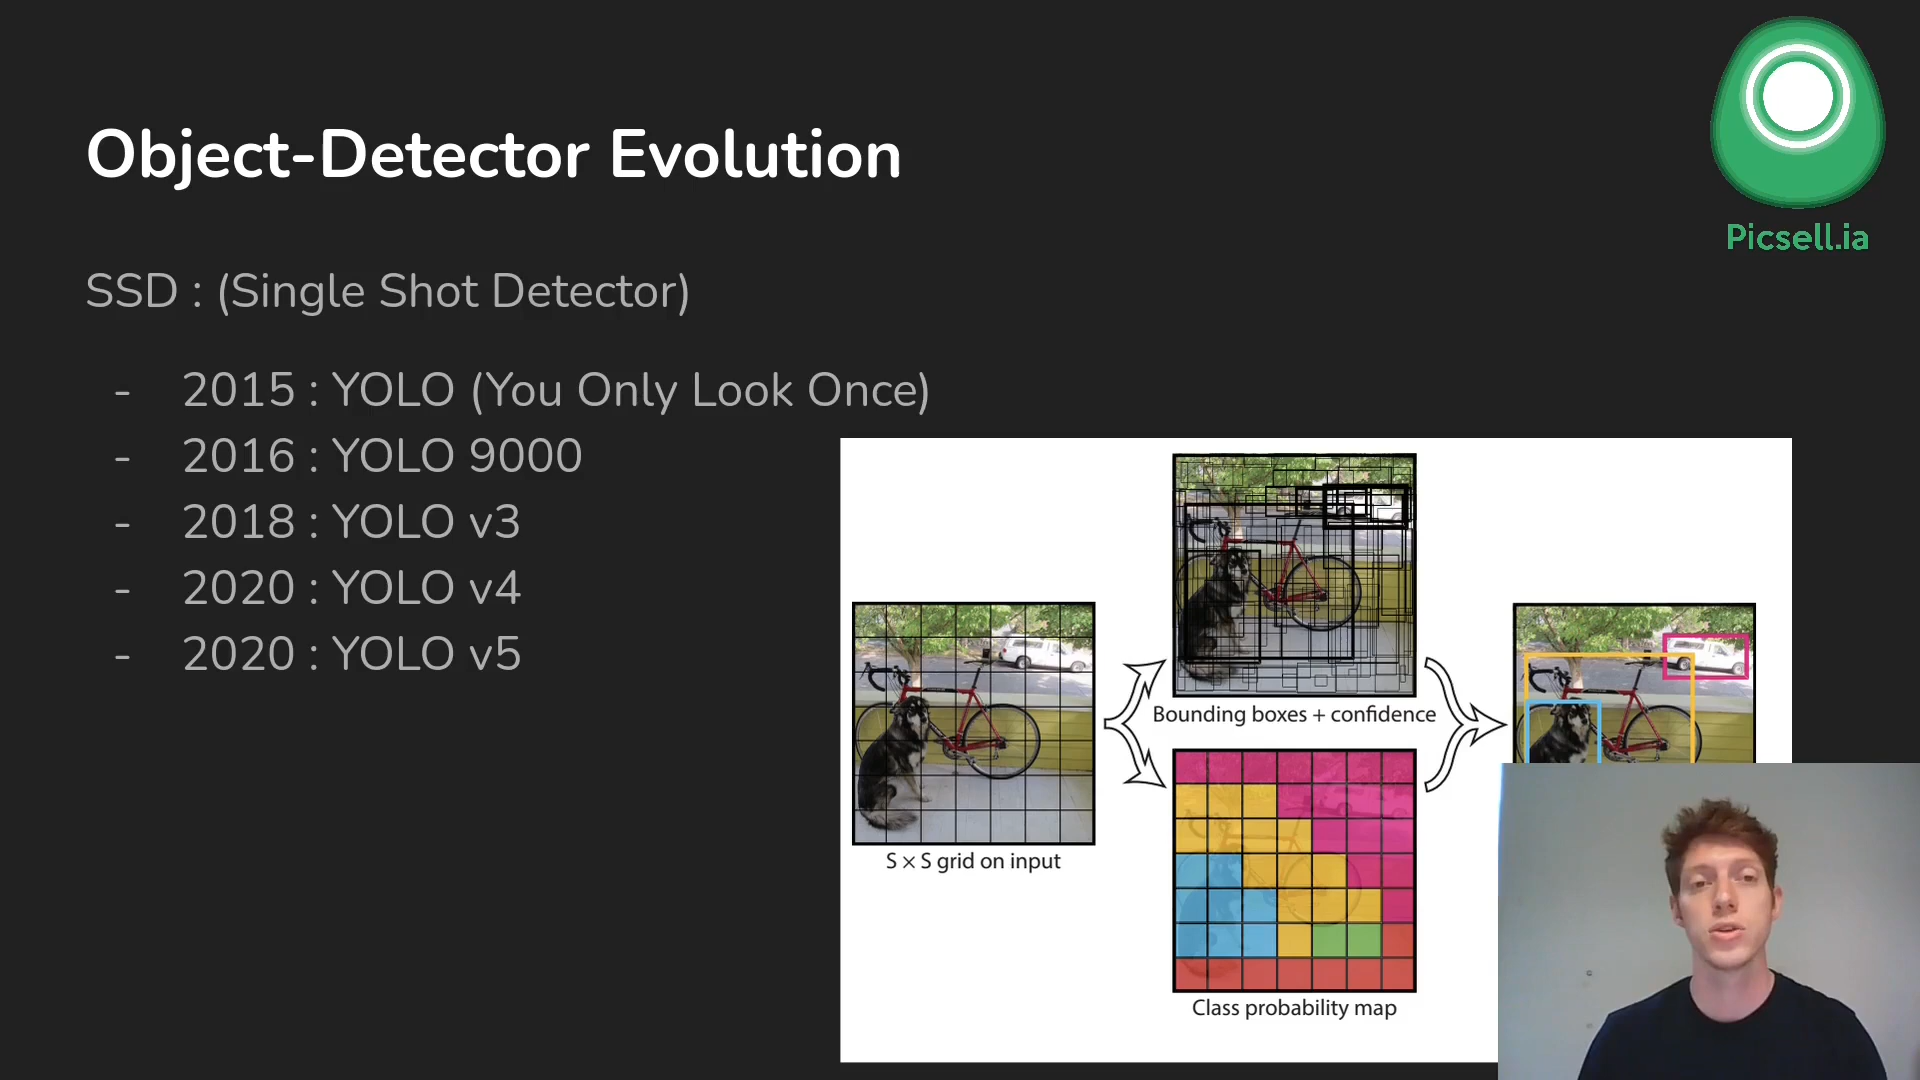 Object-Detector Evolution
Picsell.ia
SSD : (Single Shot Detector)
- 2015 : YOLO (You Only Look Once)
- 2016 : YOLO 9000
- 2018 : YOLO v3
- 2020 : YOLO v4
- 2020 : YOLO v5
Bounding boxes + confidence
S × S grid on input
Class probability map